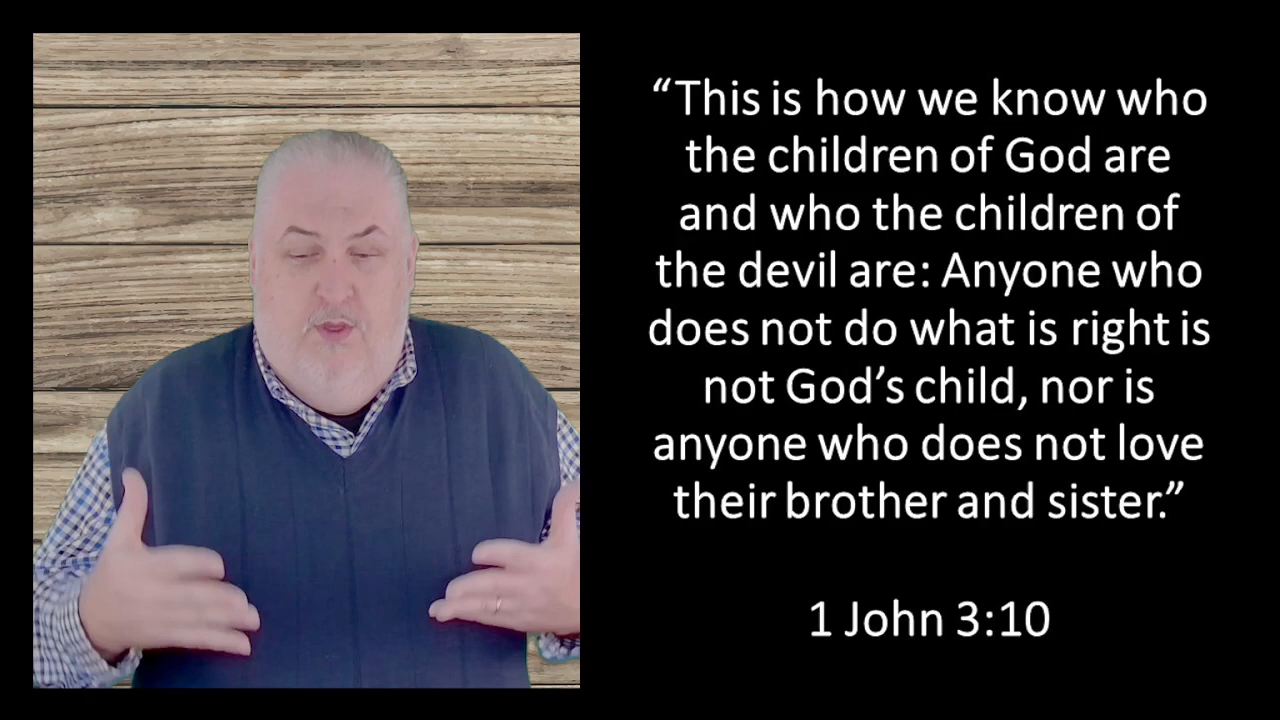 “This is how we know who
the children of God are
and who the children of
the devil are: Anyone who
does not do what is right is
not God’s child, nor is
anyone who does not love
their brother and sister.”
1 John 3:10